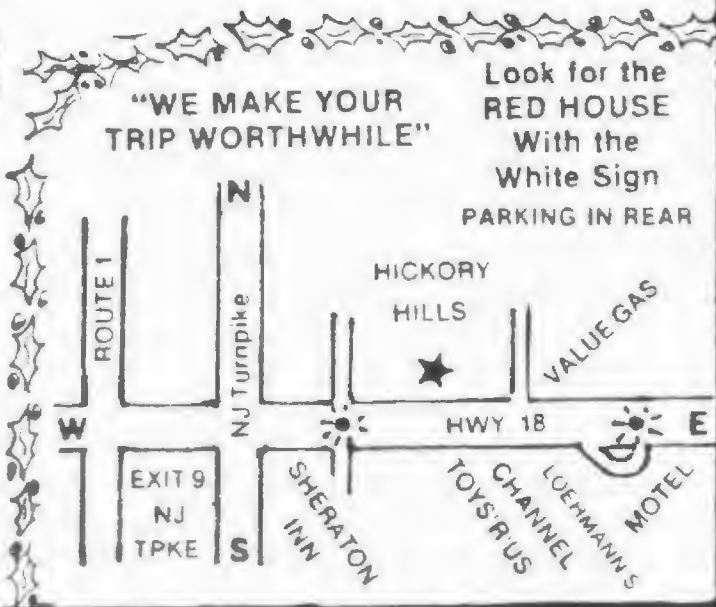 "WE MAKE YOUR
TRIP WORTHWHILE"
Look for the
RED HOUSE
With the
White Sign
PARKING IN REAR
N
ROUTE 1
NJ Turnpike
HICKORY
HILLS
VALUE GAS
W
HWY 18
E
EXIT 9
NJ
TPKE
S
SHERATON
INN
TOYS'R'US
CHANNEL
LOEHMANN'S
MOTEL